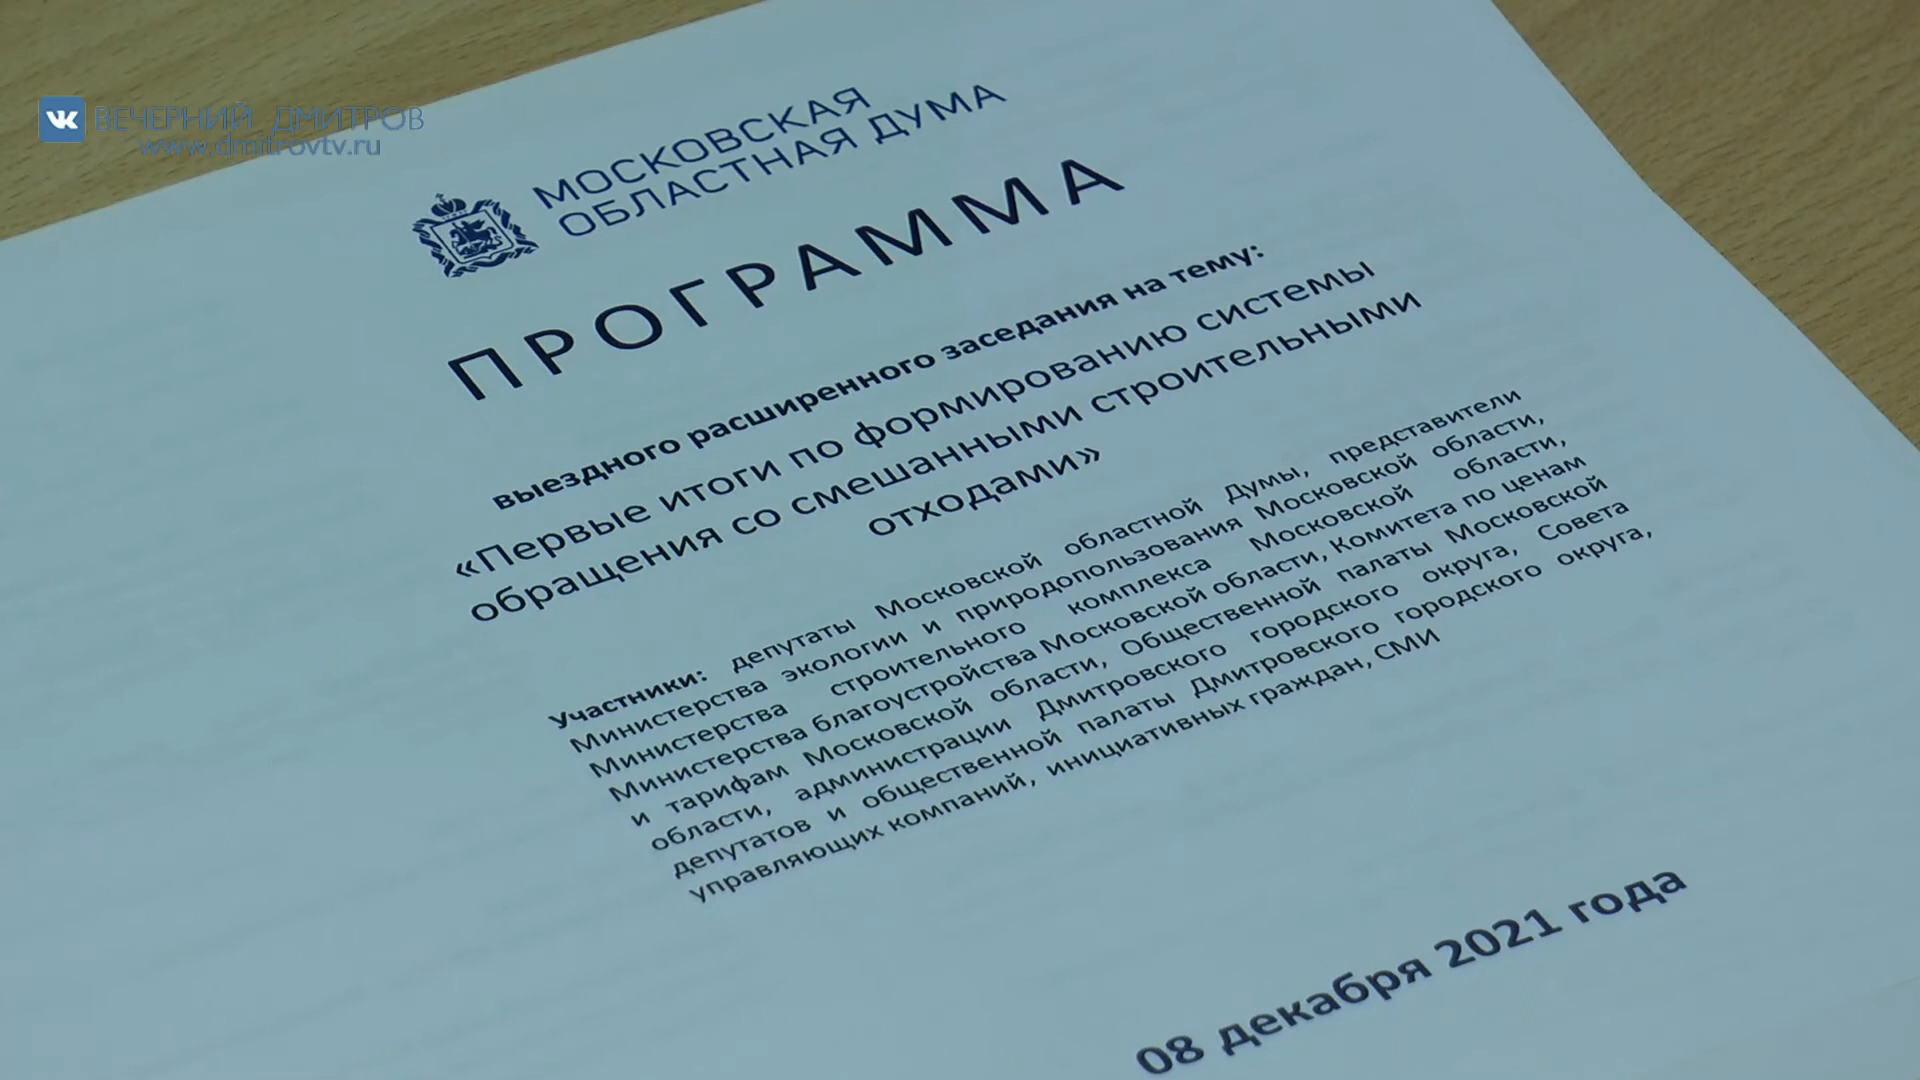 ВЕЧЕРНИЙ ДМИТРОВ
www.dmitrovtv.ru
МОСКОВСКАЯ
ОБЛАСТНАЯ ДУМА
ПРОГРАММА
выездного расширенного заседания на тему:
«Первые итоги по формированию системы
обращения со смешанными строительными
отходами»
Участники: депутаты Московской областной Думы, представители
Министерства экологии и природопользования Московской области,
Министерства строительного комплекса Московской области,
Министерства благоустройства Московской области, Комитета по ценам
и тарифам Московской области, Общественной палаты Московской
области, администрации Дмитровского городского округа, Совета
депутатов и общественной палаты Дмитровского городского округа,
управляющих компаний, инициативных граждан, СМИ
08 декабря 2021 года